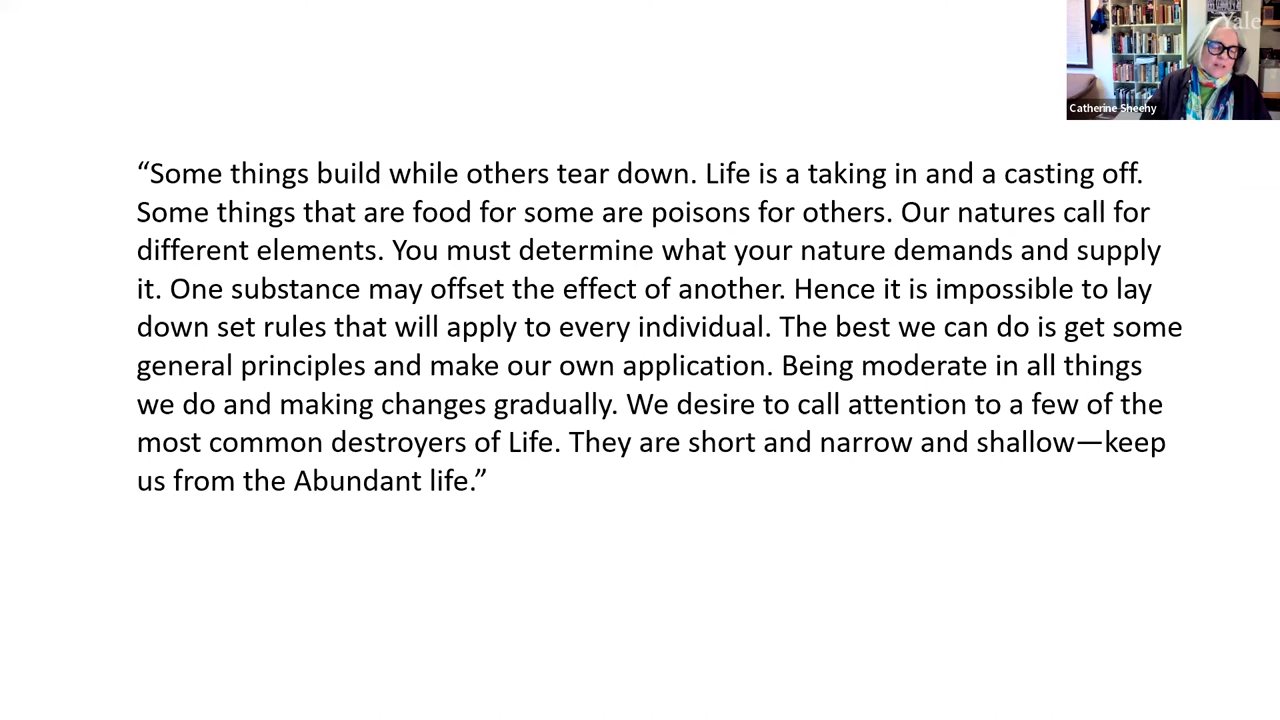 Yale
Catherine Sheehy
“Some things build while others tear down. Life is a taking in and a casting off.
Some things that are food for some are poisons for others. Our natures call for
different elements. You must determine what your nature demands and supply
it. One substance may offset the effect of another. Hence it is impossible to lay
down set rules that will apply to every individual. The best we can do is get some
general principles and make our own application. Being moderate in all things
we do and making changes gradually. We desire to call attention to a few of the
most common destroyers of Life. They are short and narrow and shallow—keep
us from the Abundant life.”